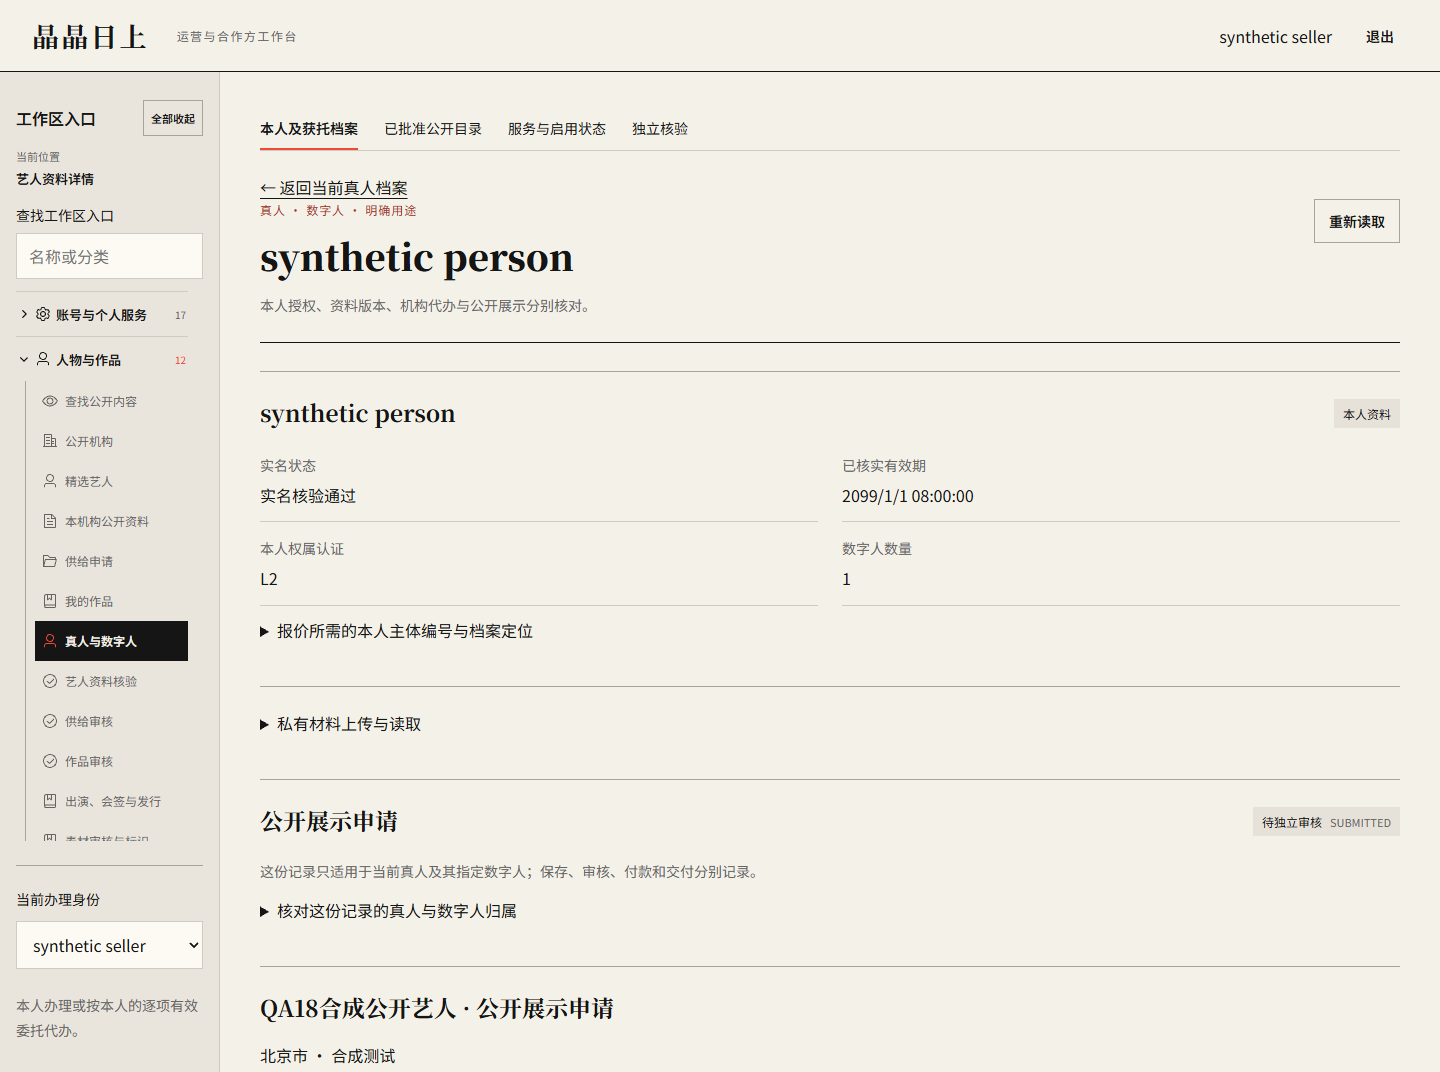 晶晶日上
运营与合作方工作台
synthetic seller
退出
工作区入口
全部收起
当前位置
艺人资料详情
查找工作区入口
名称或分类
账号与个人服务 17
人物与作品 12
查找公开内容
公开机构
精选艺人
本机构公开资料
供给申请
我的作品
真人与数字人
艺人资料核验
供给审核
作品审核
出演、会签与发行
素材审核与标识
当前办理身份
synthetic seller
本人办理或按本人的逐项有效
委托代办。
本人及获托档案 已批准公开目录 服务与启用状态 独立核验
← 返回当前真人档案
真人 · 数字人 · 明确用途
synthetic person
本人授权、资料版本、机构代办与公开展示分别核对。
重新读取
synthetic person
本人资料
实名状态
实名核验通过
已核实有效期
2099/1/1 08:00:00
本人权属认证
L2
数字人数量
1
报价所需的本人主体编号与档案定位
私有材料上传与读取
公开展示申请
待独立审核 SUBMITTED
这份记录只适用于当前真人及其指定数字人；保存、审核、付款和交付分别记录。
核对这份记录的真人与数字人归属
QA18合成公开艺人 · 公开展示申请
北京市 · 合成测试